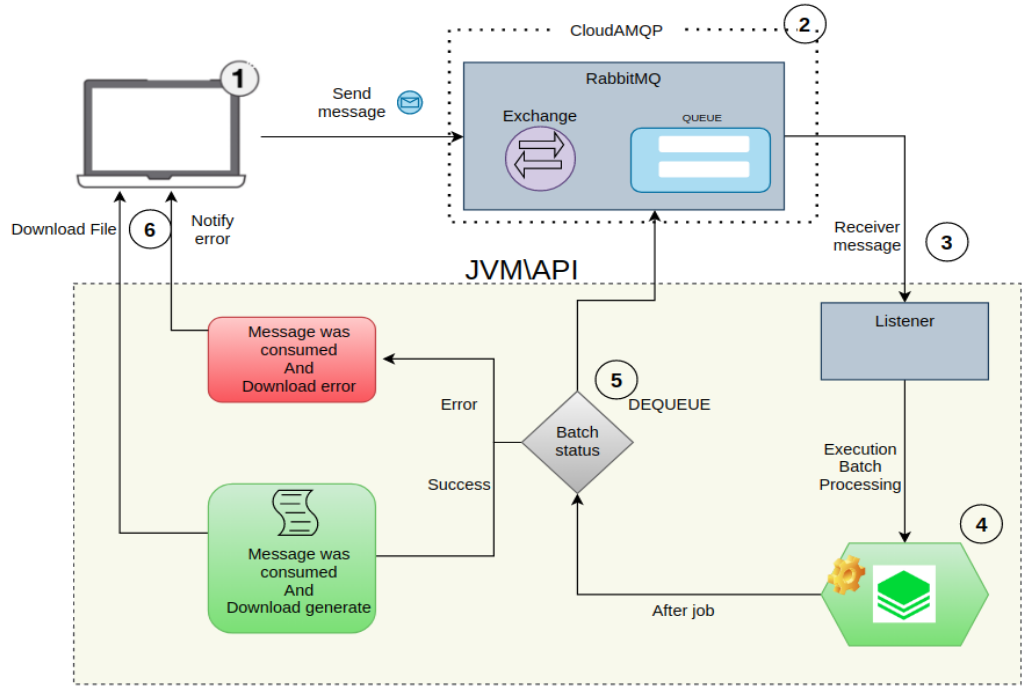 CloudAMQP
2
1
RabbitMQ
Send
message
Exchange
QUEUE
Download File
6
Notify
error
Receiver
message
3
JVM\API
Message was
consumed
And
Download error
Listener
5
DEQUEUE
Error
Batch
status
Execution
Batch
Processing
Success
4
Message was
consumed
And
Download generate
After job